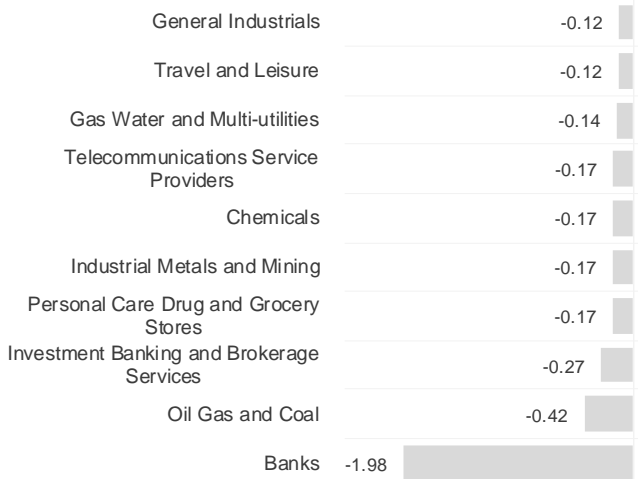 General Industrials -0.12
Travel and Leisure -0.12
Gas Water and Multi-utilities -0.14
Telecommunications Service
Providers -0.17
Chemicals -0.17
Industrial Metals and Mining -0.17
Personal Care Drug and Grocery
Stores -0.17
Investment Banking and Brokerage
Services -0.27
Oil Gas and Coal -0.42
Banks -1.98